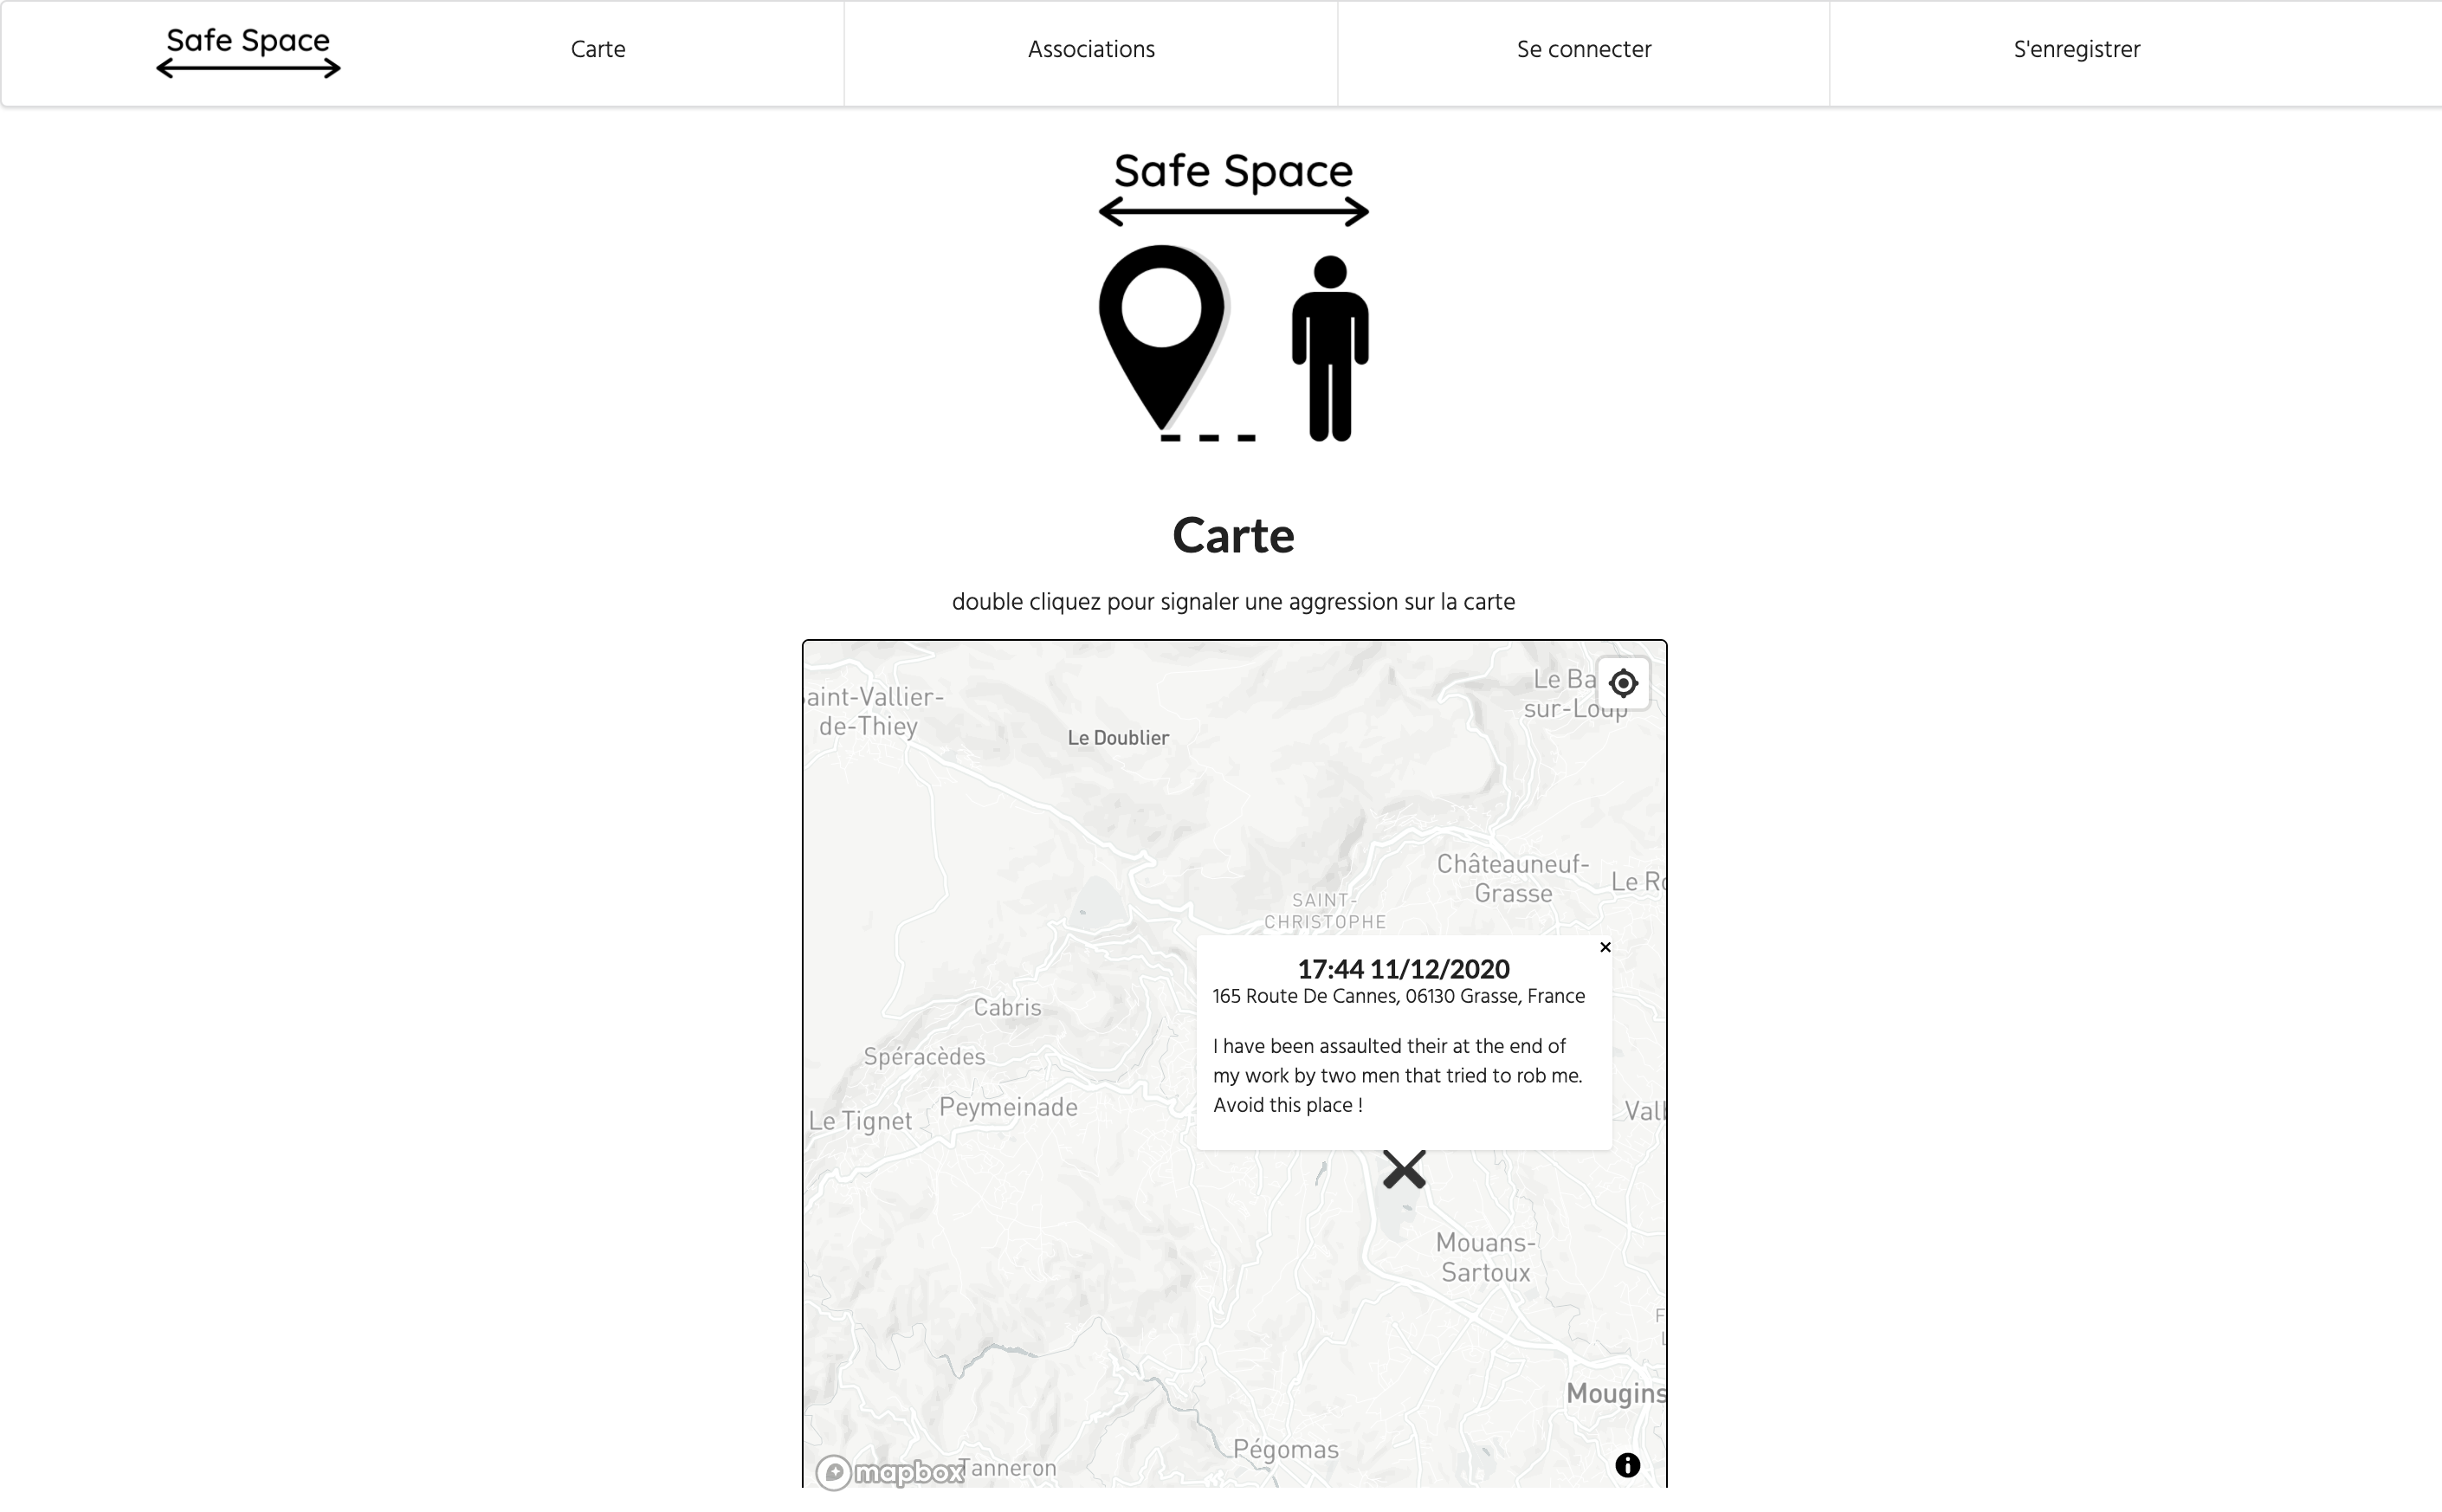 Safe Space
Carte
Associations
Se connecter
S'enregistrer
Safe Space
Carte
double cliquez pour signaler une aggression sur la carte
aint-Vallier-
de-Thiey
Le Doublier
Le Ba
sur-Loup
Châteauneuf-
Grasse
Le Ro
SAINT-
CHRISTOPHE
×
17:44 11/12/2020
165 Route De Cannes, 06130 Grasse, France
I have been assaulted their at the end of
my work by two men that tried to rob me.
Avoid this place !
Cabris
Spéracèdes
Peymeinade
Le Tignet
Mouans-
Sartoux
Mougins
Pégomas
mapbox
Tanneron